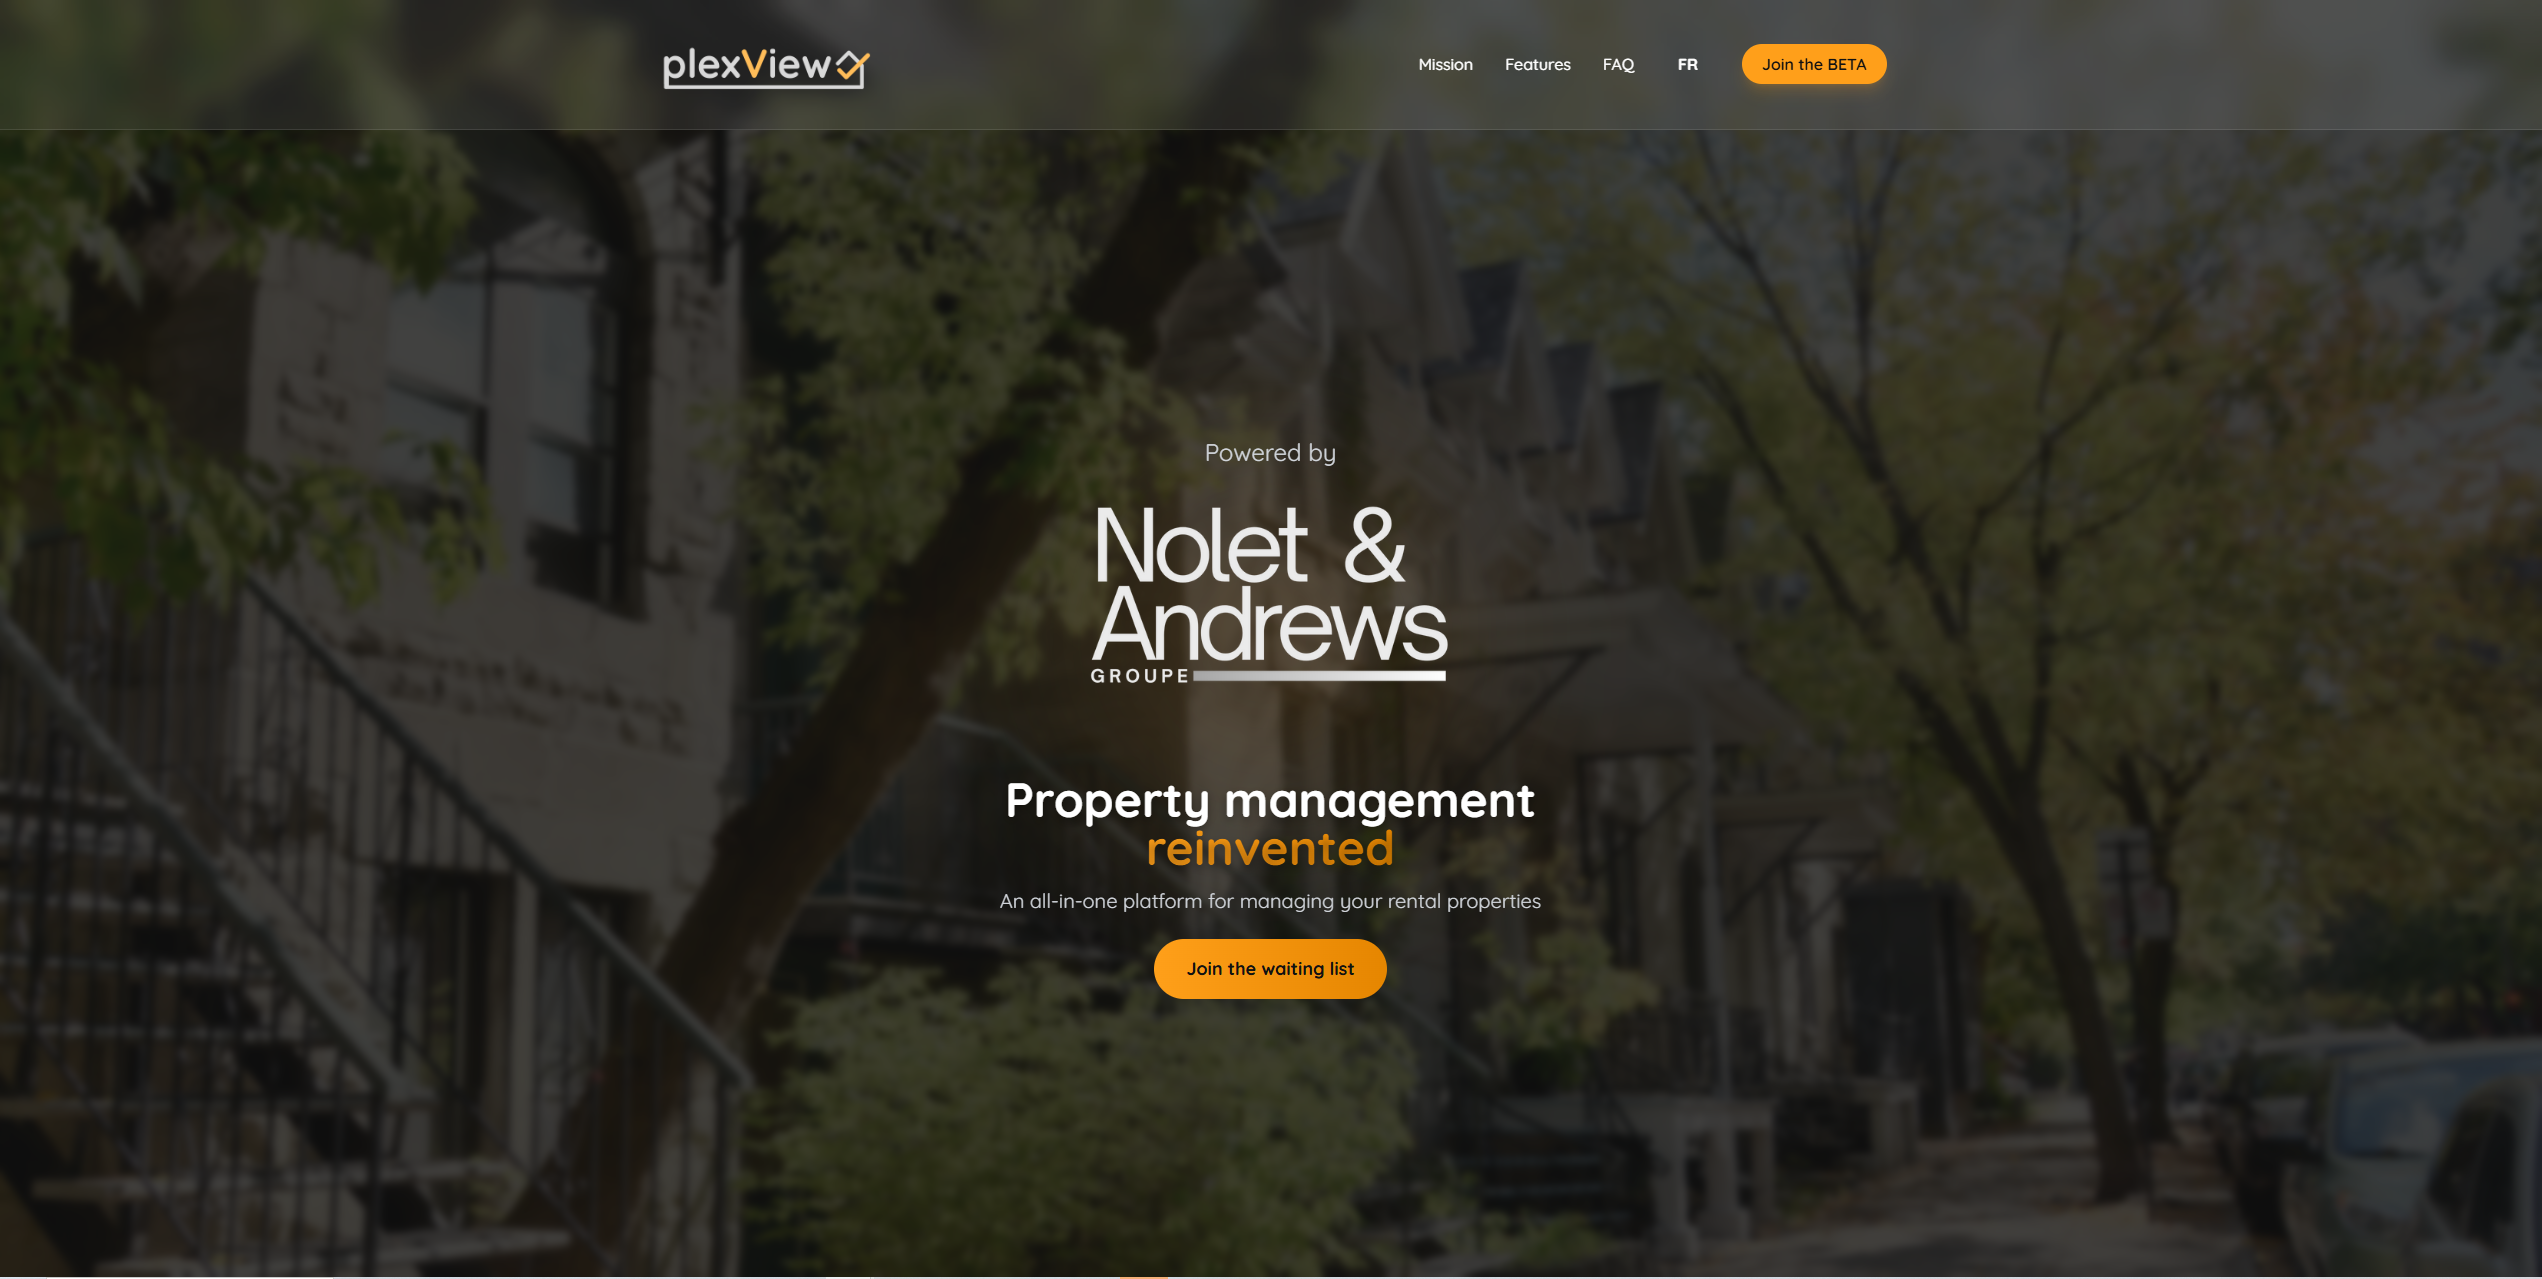 plexView
Mission
Features
FAQ
FR
Join the BETA
Powered by
Nolet &
Andrews
GROUPE
Property management
reinvented
An all-in-one platform for managing your rental properties
Join the waiting list